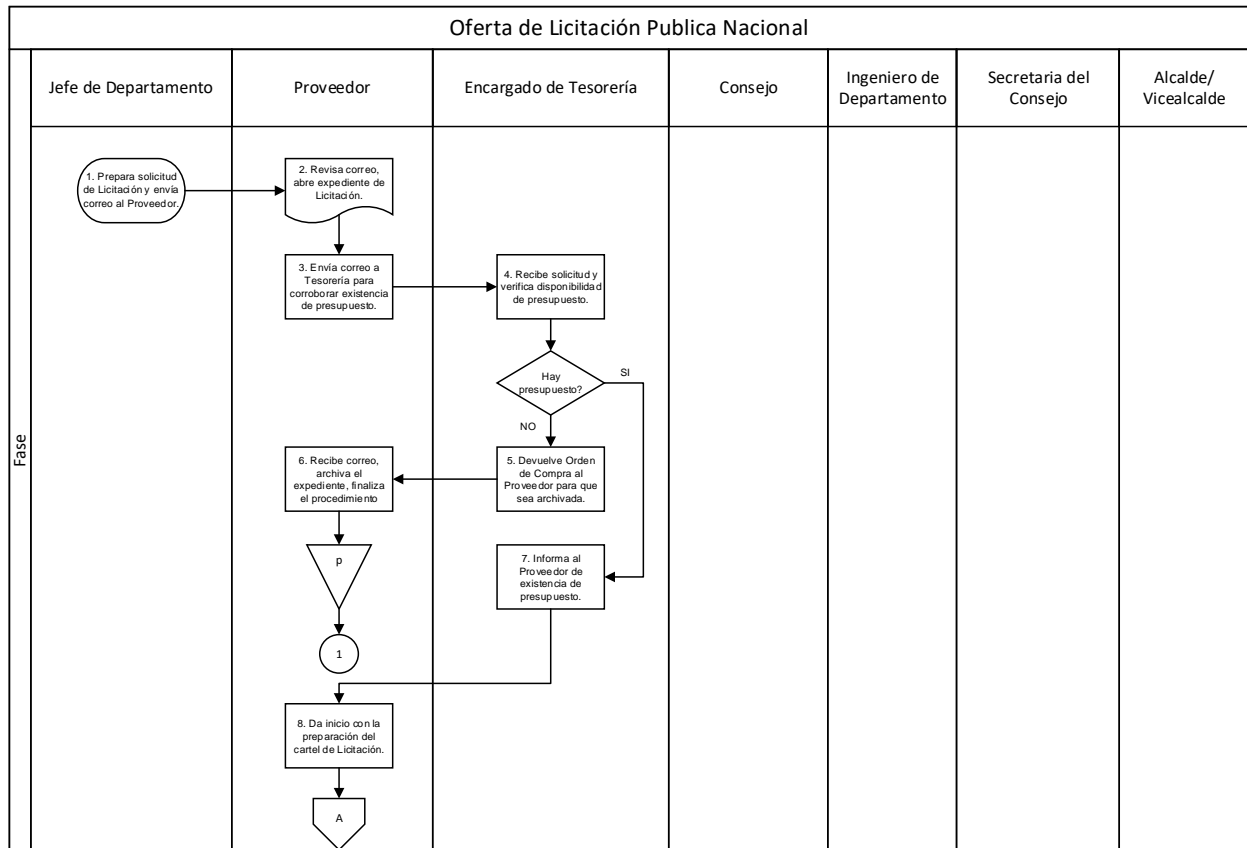 Oferta de Licitación Publica Nacional
Fase
Jefe de Departamento
Proveedor
Encargado de Tesorería
Consejo
Ingeniero de
Departamento
Secretaria del
Consejo
Alcalde/
Vicealcalde
1. Prepara solicitud
de Licitación y envía
correo al Proveedor.
2. Revisa correo,
abre expediente de
Licitación.
3. Envía correo a
Tesorería para
corroborar existencia
de presupuesto.
4. Recibe solicitud y
verifica disponibilidad
de presupuesto.
Hay
presupuesto?
SI
NO
5. Devuelve Orden
de Compra al
Proveedor para que
sea archivada.
6. Recibe correo,
archiva el
expediente, finaliza
el procedimiento
p
1
7. Informa al
Proveedor de
existencia de
presupuesto.
8. Da inicio con la
preparación del
cartel de Licitación.
A